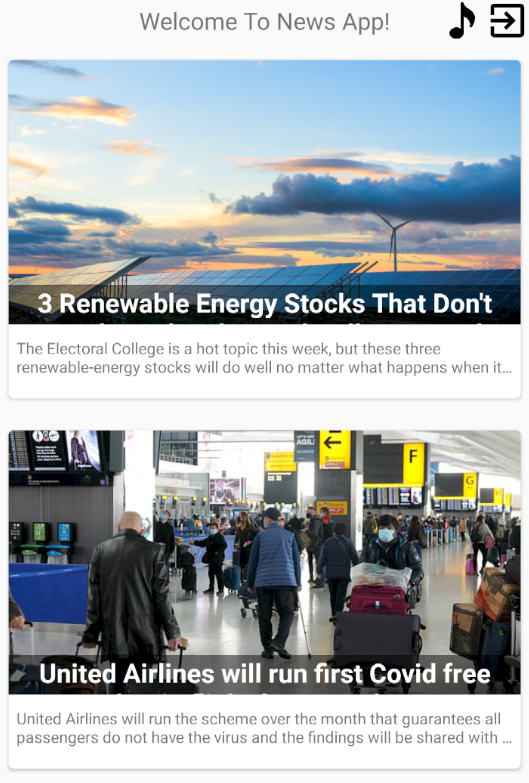 Welcome To News App!
3 Renewable Energy Stocks That Don't
The Electoral College is a hot topic this week, but these three
renewable-energy stocks will do well no matter what happens when it…
AGILI
F
G
United Airlines will run first Covid free
United Airlines will run the scheme over the month that guarantees all
passengers do not have the virus and the findings will be shared with …